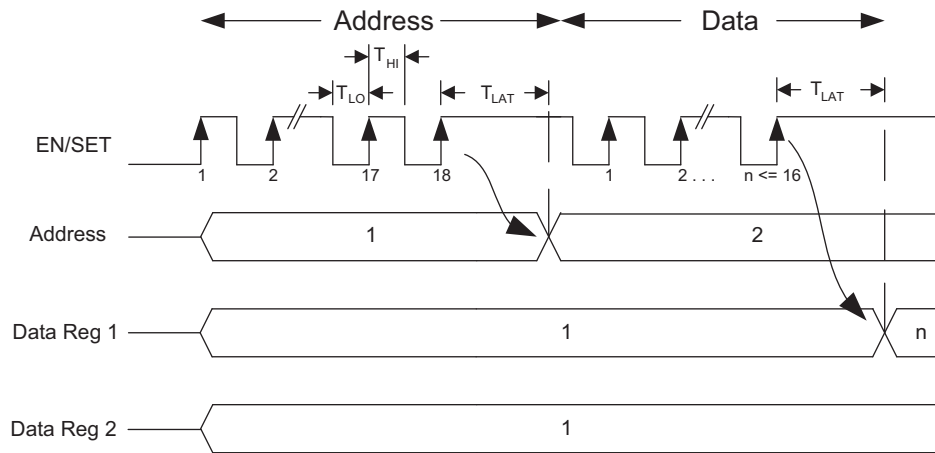 Address Data
T_HI
T_LO T_LAT T_LAT
EN/SET
1 2 17 18 1 2 . . . n <= 16
Address 1 2
Data Reg 1 1 n
Data Reg 2 1